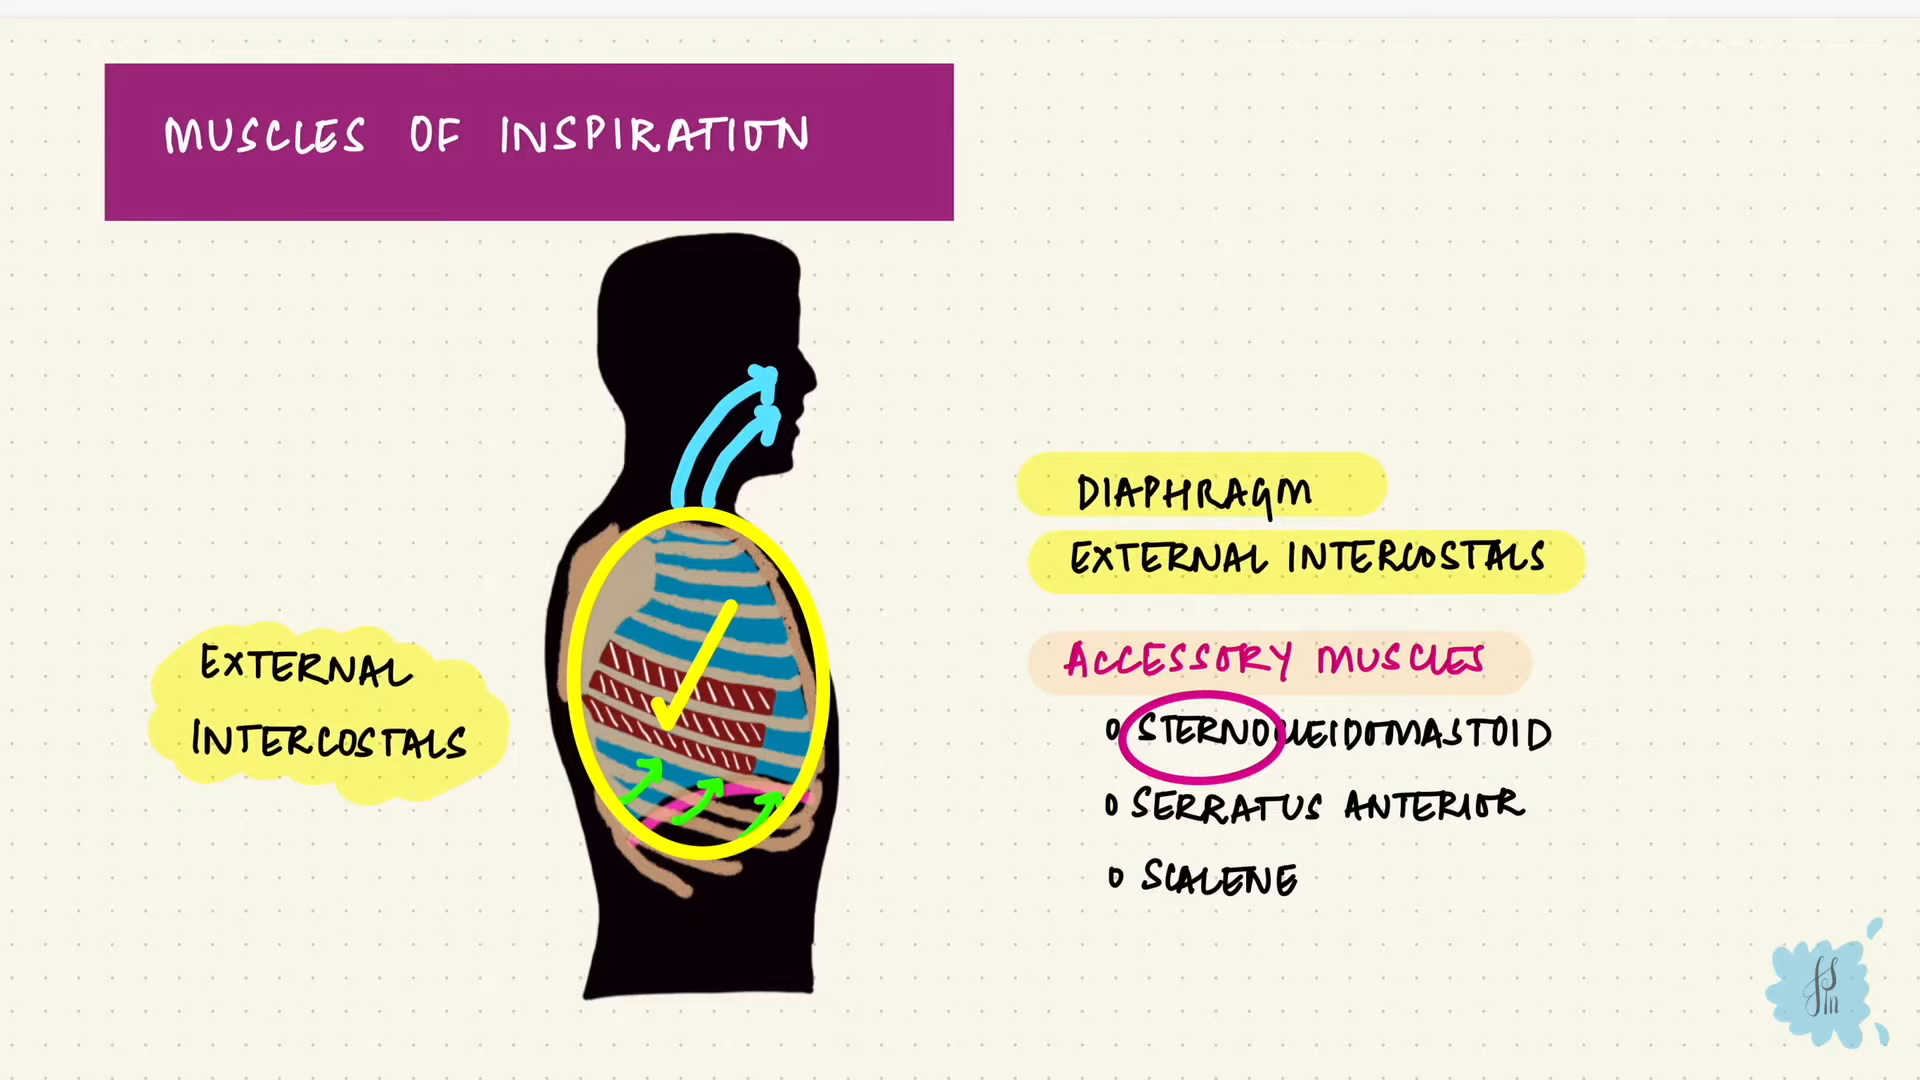 MUSCLES OF INSPIRATION
EXTERNAL
INTERCOSTALS
DIAPHRAGM
EXTERNAL INTERCOSTALS
ACCESSORY MUSCLES
o STERNOCLEIDOMASTOID
o SERRATUS ANTERIOR
o SCALENE